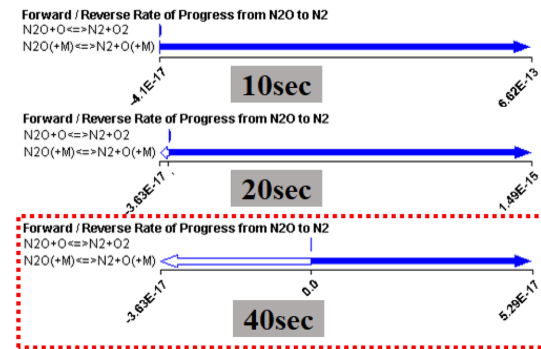 Forward / Reverse Rate of Progress from N2O to N2
N2O+O<=>N2+O2
N2O(+M)<=>N2+O(+M)
-4.1E-17
10sec
6.62E-13
Forward / Reverse Rate of Progress from N2O to N2
N2O+O<=>N2+O2
N2O(+M)<=>N2+O(+M)
-3.63E-17
20sec
1.49E-15
Forward / Reverse Rate of Progress from N2O to N2
N2O+O<=>N2+O2
N2O(+M)<=>N2+O(+M)
-3.63E-17
0.0
5.29E-17
40sec